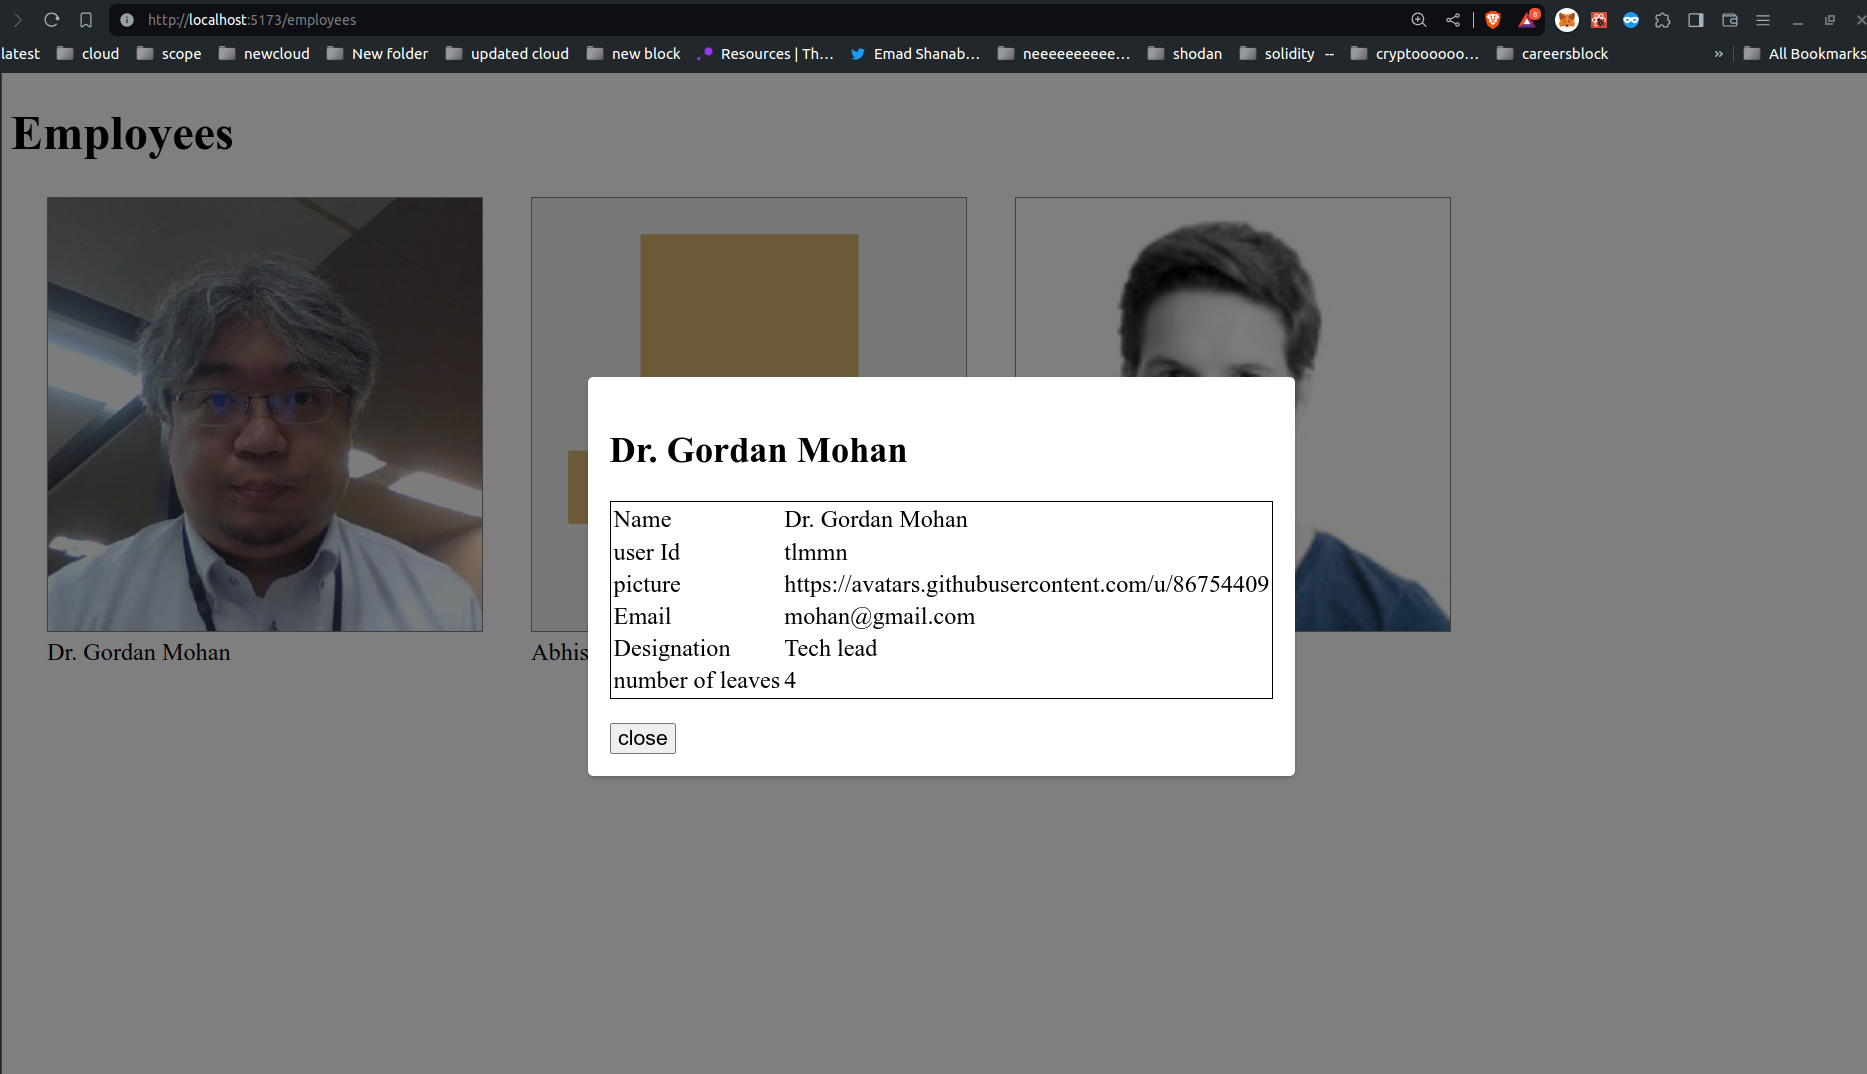 http://localhost:5173/employees
8
latest cloud scope newcloud New folder updated cloud new block Resources | Th... Emad Shanab... neeeeeeeeee... shodan solidity -- cryptoooooo... careersblock » All Bookmarks
Employees
Dr. Gordan Mohan
Name Dr. Gordan Mohan
user Id tlmmn
picture https://avatars.githubusercontent.com/u/86754409
Email mohan@gmail.com
Designation Tech lead
number of leaves 4
close
Dr. Gordan Mohan Abhis